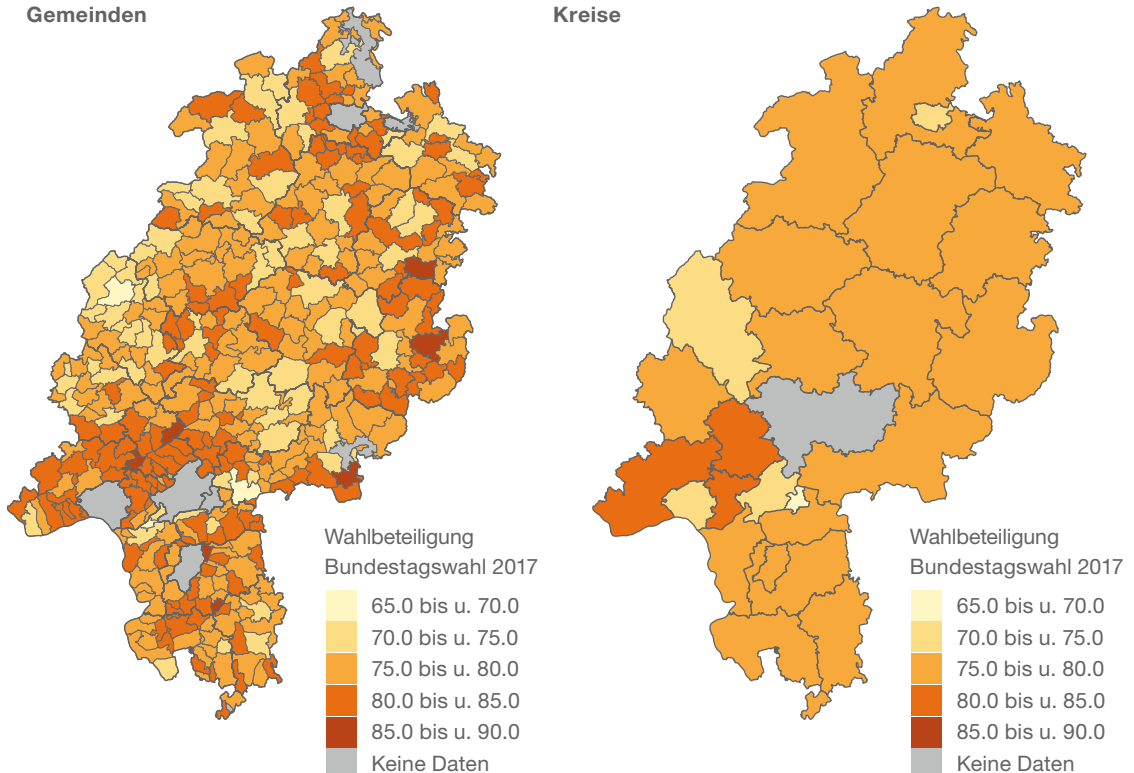 Gemeinden
Kreise
Wahlbeteiligung
Bundestagswahl 2017
65.0 bis u. 70.0
70.0 bis u. 75.0
75.0 bis u. 80.0
80.0 bis u. 85.0
85.0 bis u. 90.0
Keine Daten
Wahlbeteiligung
Bundestagswahl 2017
65.0 bis u. 70.0
70.0 bis u. 75.0
75.0 bis u. 80.0
80.0 bis u. 85.0
85.0 bis u. 90.0
Keine Daten